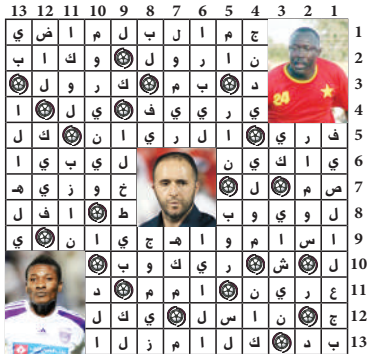 13 12 11 10 9 8 7 6 5 4 3 2 1
ج م ا ل ب ل م ا ض ي 1
ن ا ر و ل و ك ا ب 2
د ب م ك ر و ل 3
ي ر ي ي ف ي ل ا 4
ف ر ي ا ل ر ي ا ن ك ل 5
ي ا ك ي ن ل ي ب ي ا 6
ص م ل خ و ز ي هـ 7
ل و ي و ب ط ا ف ل 8
ا س ا م و ا هـ ج ي ا ن ي 9
ل ش ر ي ك و ب 10
ع ر ي ن ا م م د 11
ج ن ا س ل ي ك ل 12
ب د ك ل ا م ز ل ا 13
24